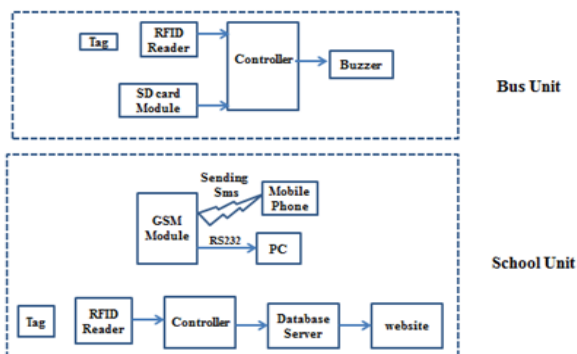 Tag
RFID
Reader
Controller
Buzzer
SD card
Module
Bus Unit
Sending
Sms
Mobile
Phone
GSM
Module
RS232
PC
School Unit
Tag
RFID
Reader
Controller
Database
Server
website